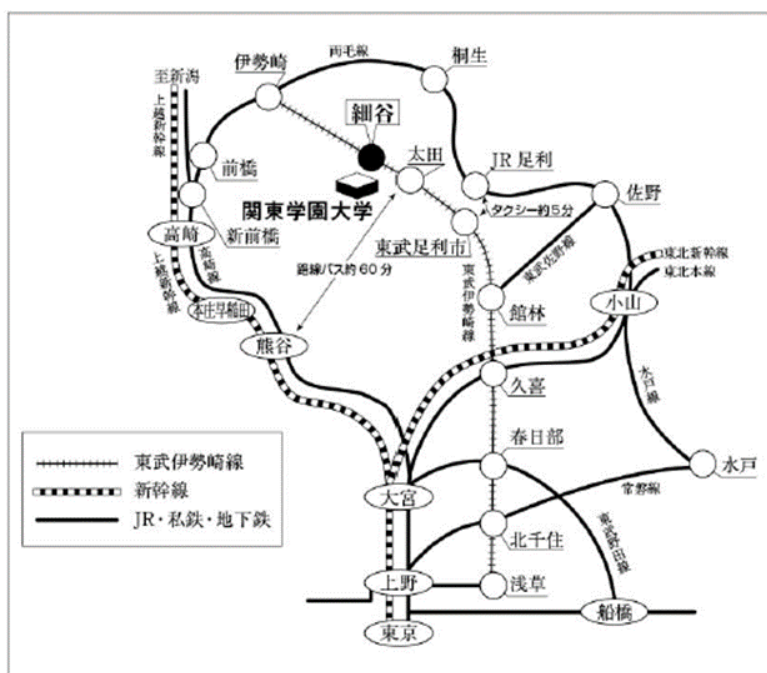 両毛線
桐生
伊勢崎
至新潟
上越新幹線
細谷
太田
JR足利
前橋
佐野
関東学園大学
タクシー約5分
新前橋
東武足利市
高崎
高崎線
路線バス約60分
東武佐野線
東北新幹線
東北本線
上越新幹線
東武伊勢崎線
本庄早稲田
館林
小山
熊谷
久喜
水戸線
春日部
水戸
東武伊勢崎線
新幹線
JR・私鉄・地下鉄
大宮
常磐線
北千住
東武野田線
上野
浅草
船橋
東京